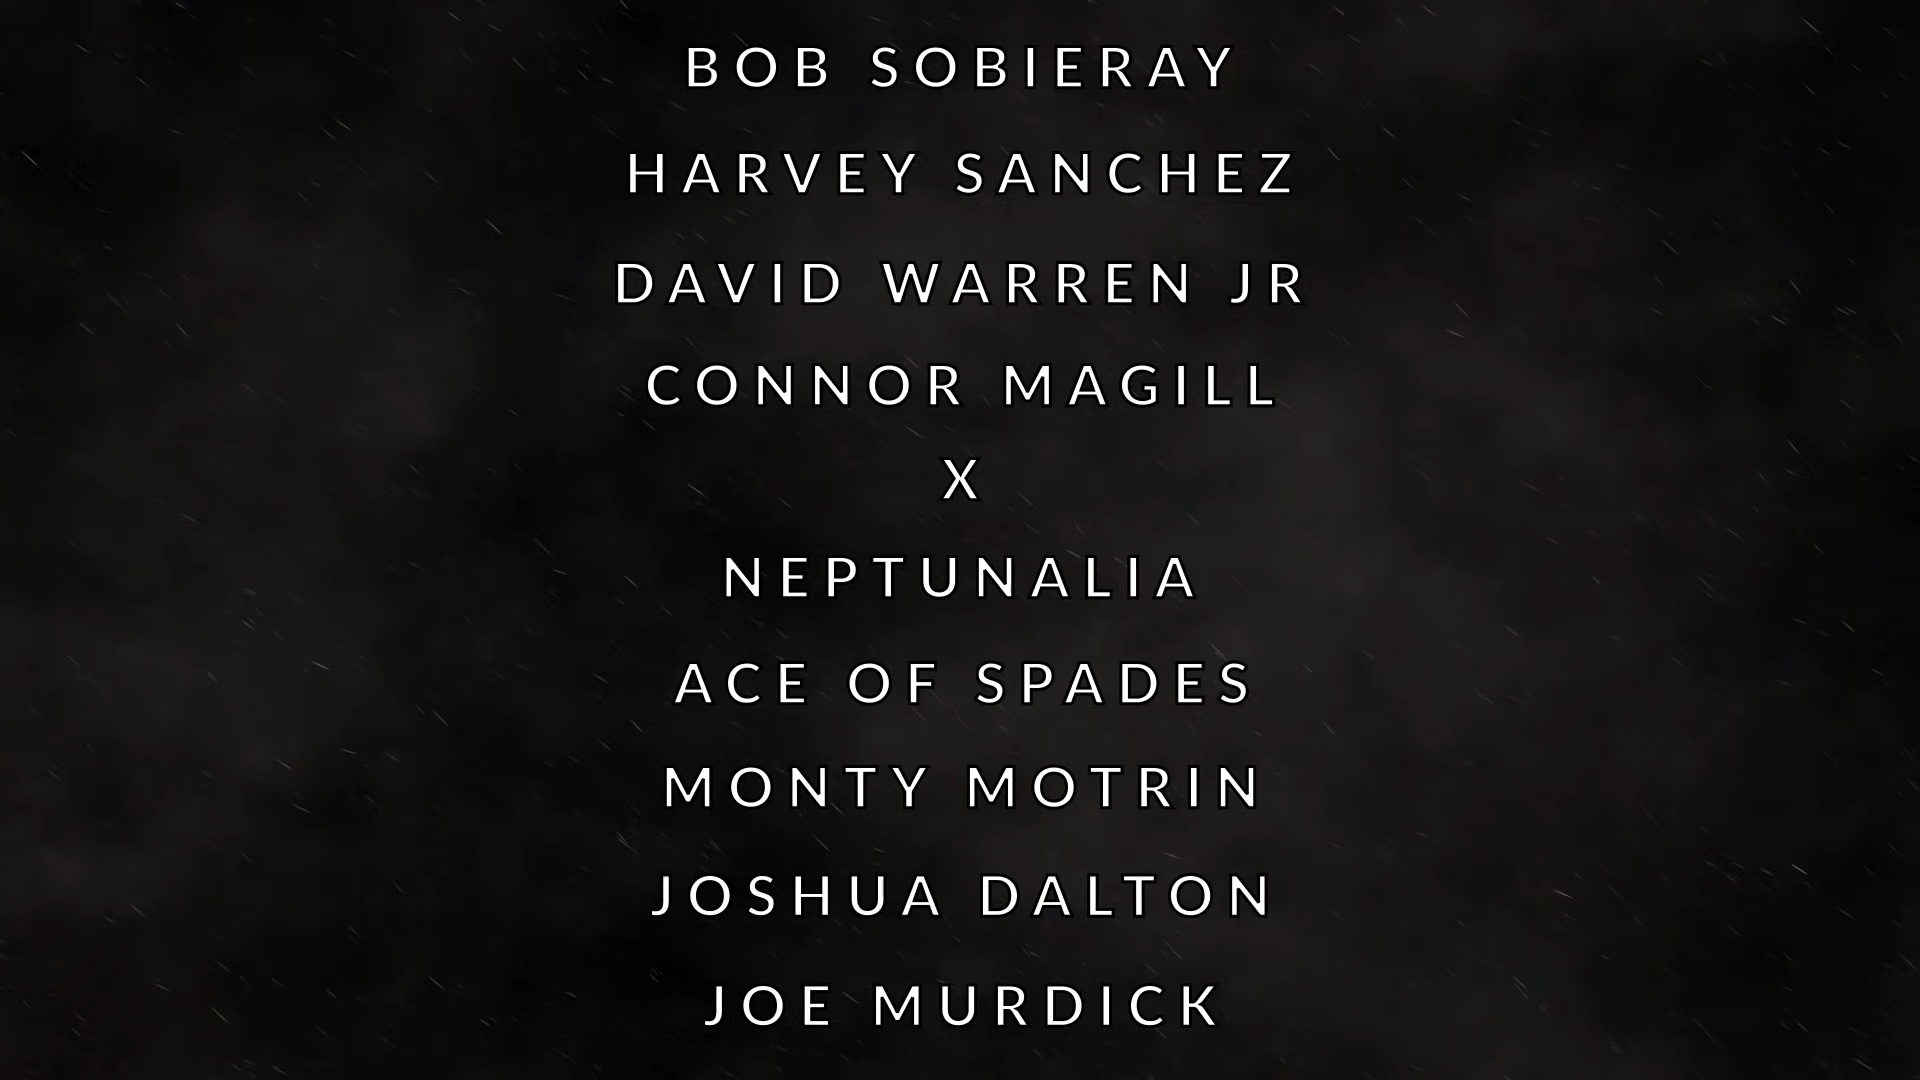 BOB SOBIERAY
HARVEY SANCHEZ
DAVID WARREN JR
CONNOR MAGILL
X
NEPTUNALIA
ACE OF SPADES
MONTY MOTRIN
JOSHUA DALTON
JOE MURDICK